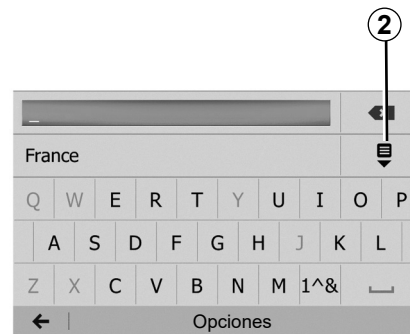 2
_
France
Q W E R T Y U I O P
A S D F G H J K L
Z X C V B N M 1^&
Opciones